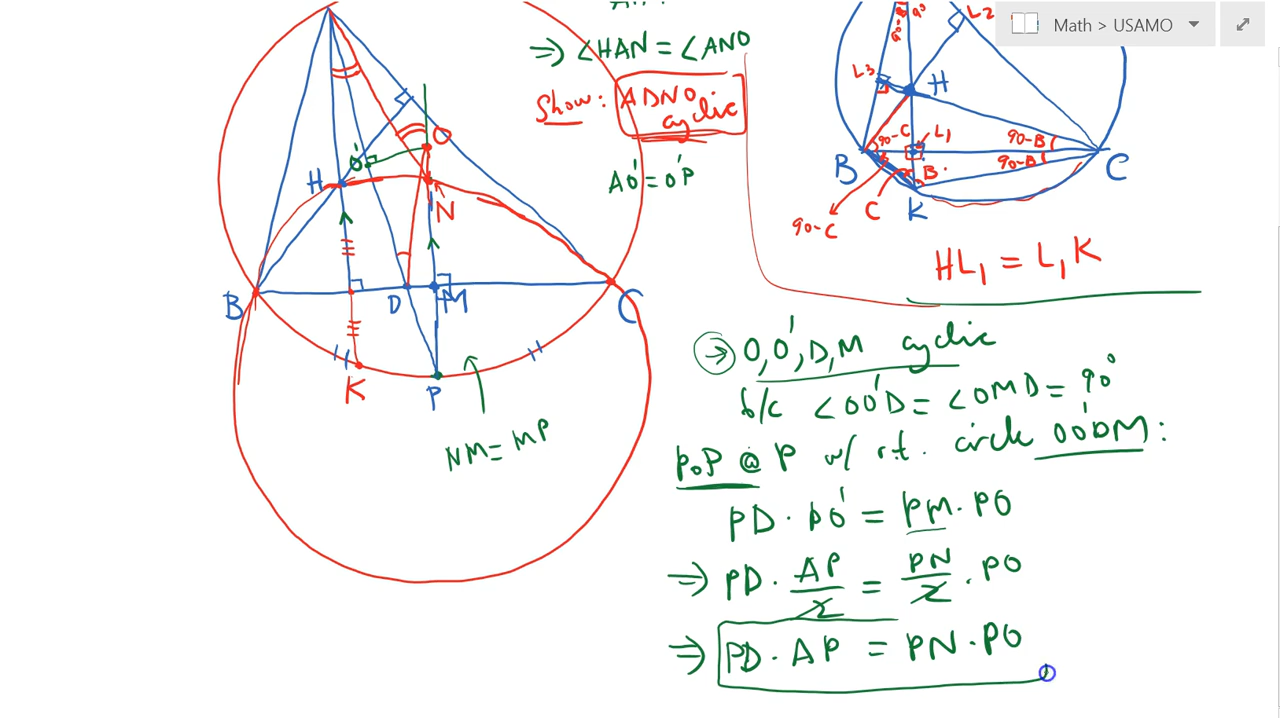 Math > USAMO
⇒ ∠HAN = ∠ANO
Show: ADNO
cyclic
AO' = O'P
O
O'
H
N
B
D
M
C
K
P
NM = MP
L2
90-B
90
L3
H
90-C
L1
90-B
90-B
B
B
C
C
K
90-C
HL₁ = L₁K
⇒ O,O',D,M cyclic
b/c ∠OO'D = ∠OMD = 90°
PoP @ P w/ rt. circle OO'DM:
PD · PO' = PM · PO
⇒ PD · AP/2 = PN/2 · PO
⇒ PD · AP = PN · PO